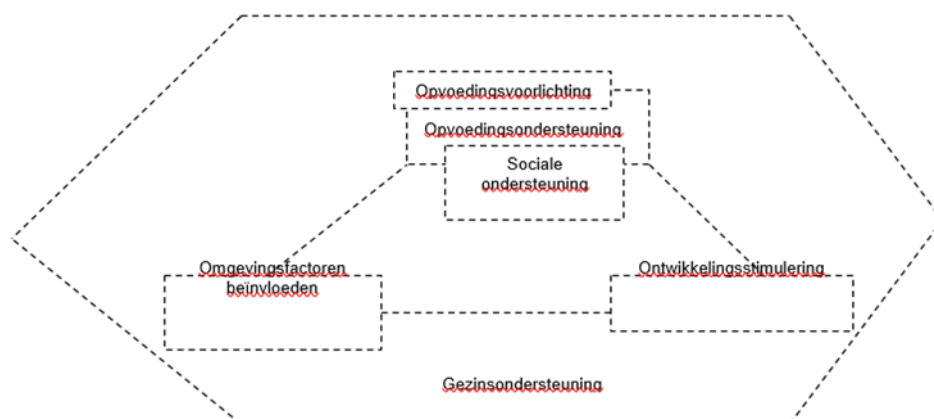 Opvoedingsvoorlichting
Opvoedingsondersteuning
Sociale
ondersteuning
Omgevingsfactoren
beïnvloeden
Ontwikkelingsstimulering
Gezinsondersteuning